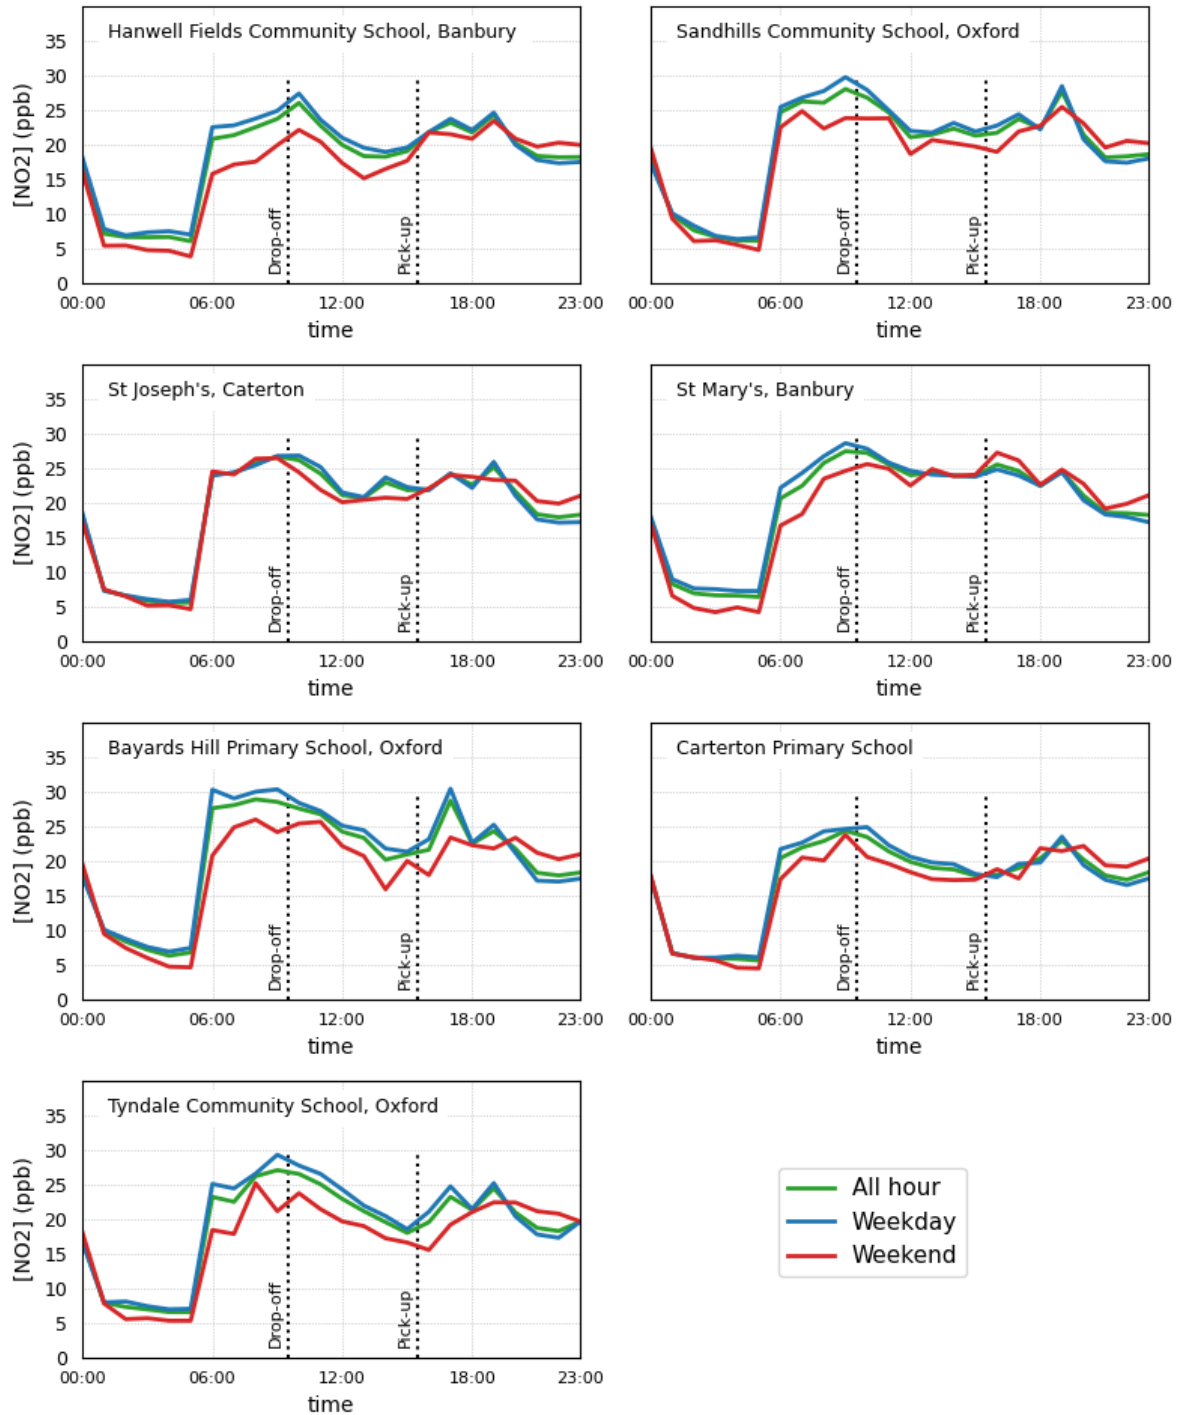 Hanwell Fields Community School, Banbury
[NO2] (ppb)
35
30
25
20
15
10
5
0
Drop-off
Pick-up
00:00 06:00 12:00 18:00 23:00
time
Sandhills Community School, Oxford
Drop-off
Pick-up
00:00 06:00 12:00 18:00 23:00
time
St Joseph's, Caterton
[NO2] (ppb)
35
30
25
20
15
10
5
0
Drop-off
Pick-up
00:00 06:00 12:00 18:00 23:00
time
St Mary's, Banbury
Drop-off
Pick-up
00:00 06:00 12:00 18:00 23:00
time
Bayards Hill Primary School, Oxford
[NO2] (ppb)
35
30
25
20
15
10
5
0
Drop-off
Pick-up
00:00 06:00 12:00 18:00 23:00
time
Carterton Primary School
Drop-off
Pick-up
00:00 06:00 12:00 18:00 23:00
time
Tyndale Community School, Oxford
[NO2] (ppb)
35
30
25
20
15
10
5
0
Drop-off
Pick-up
00:00 06:00 12:00 18:00 23:00
time
All hour
Weekday
Weekend